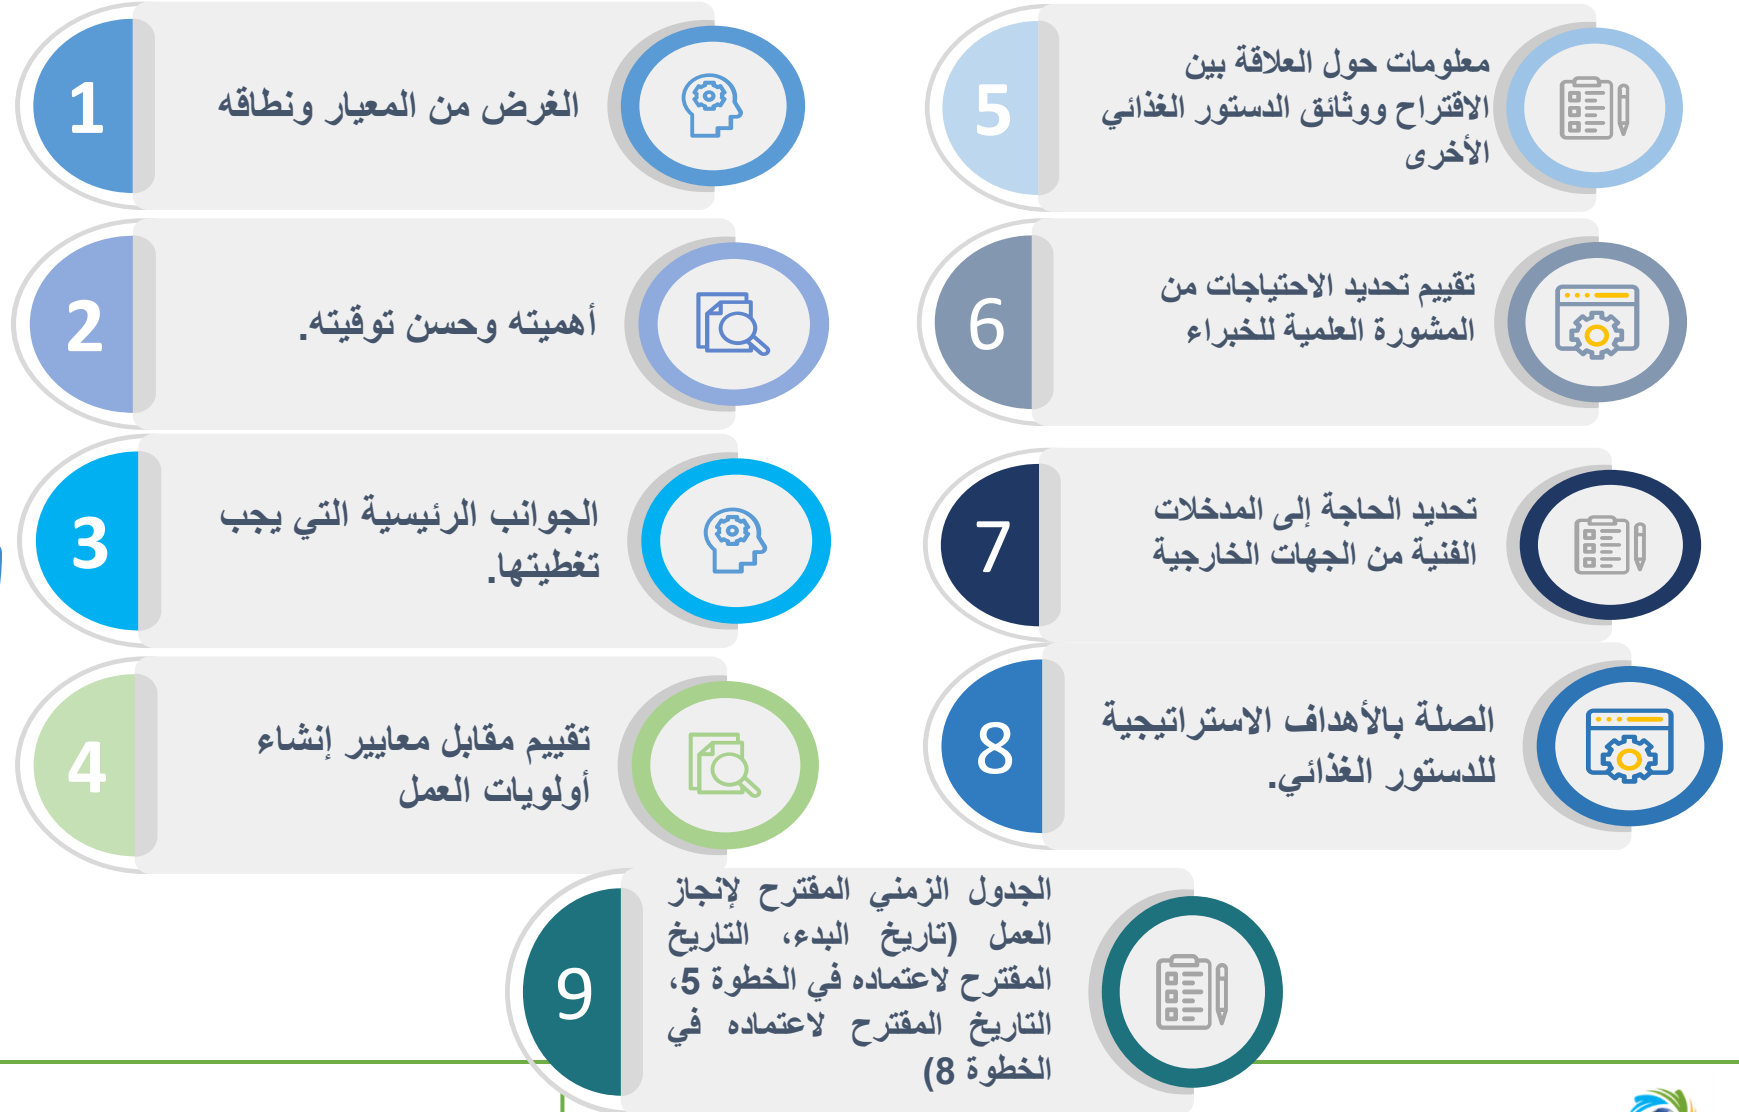 1
الغرض من المعيار ونطاقه
2
أهميته وحسن توقيته.
3
الجوانب الرئيسية التي يجب
تغطيتها.
4
تقييم مقابل معايير إنشاء
أولويات العمل
5
معلومات حول العلاقة بين
الاقتراح ووثائق الدستور الغذائي
الأخرى
6
تقييم تحديد الاحتياجات من
المشورة العلمية للخبراء
7
تحديد الحاجة إلى المدخلات
الفنية من الجهات الخارجية
8
الصلة بالأهداف الاستراتيجية
للدستور الغذائي.
9
الجدول الزمني المقترح لإنجاز
العمل (تاريخ البدء، التاريخ
المقترح لاعتماده في الخطوة 5،
التاريخ المقترح لاعتماده في
الخطوة 8)